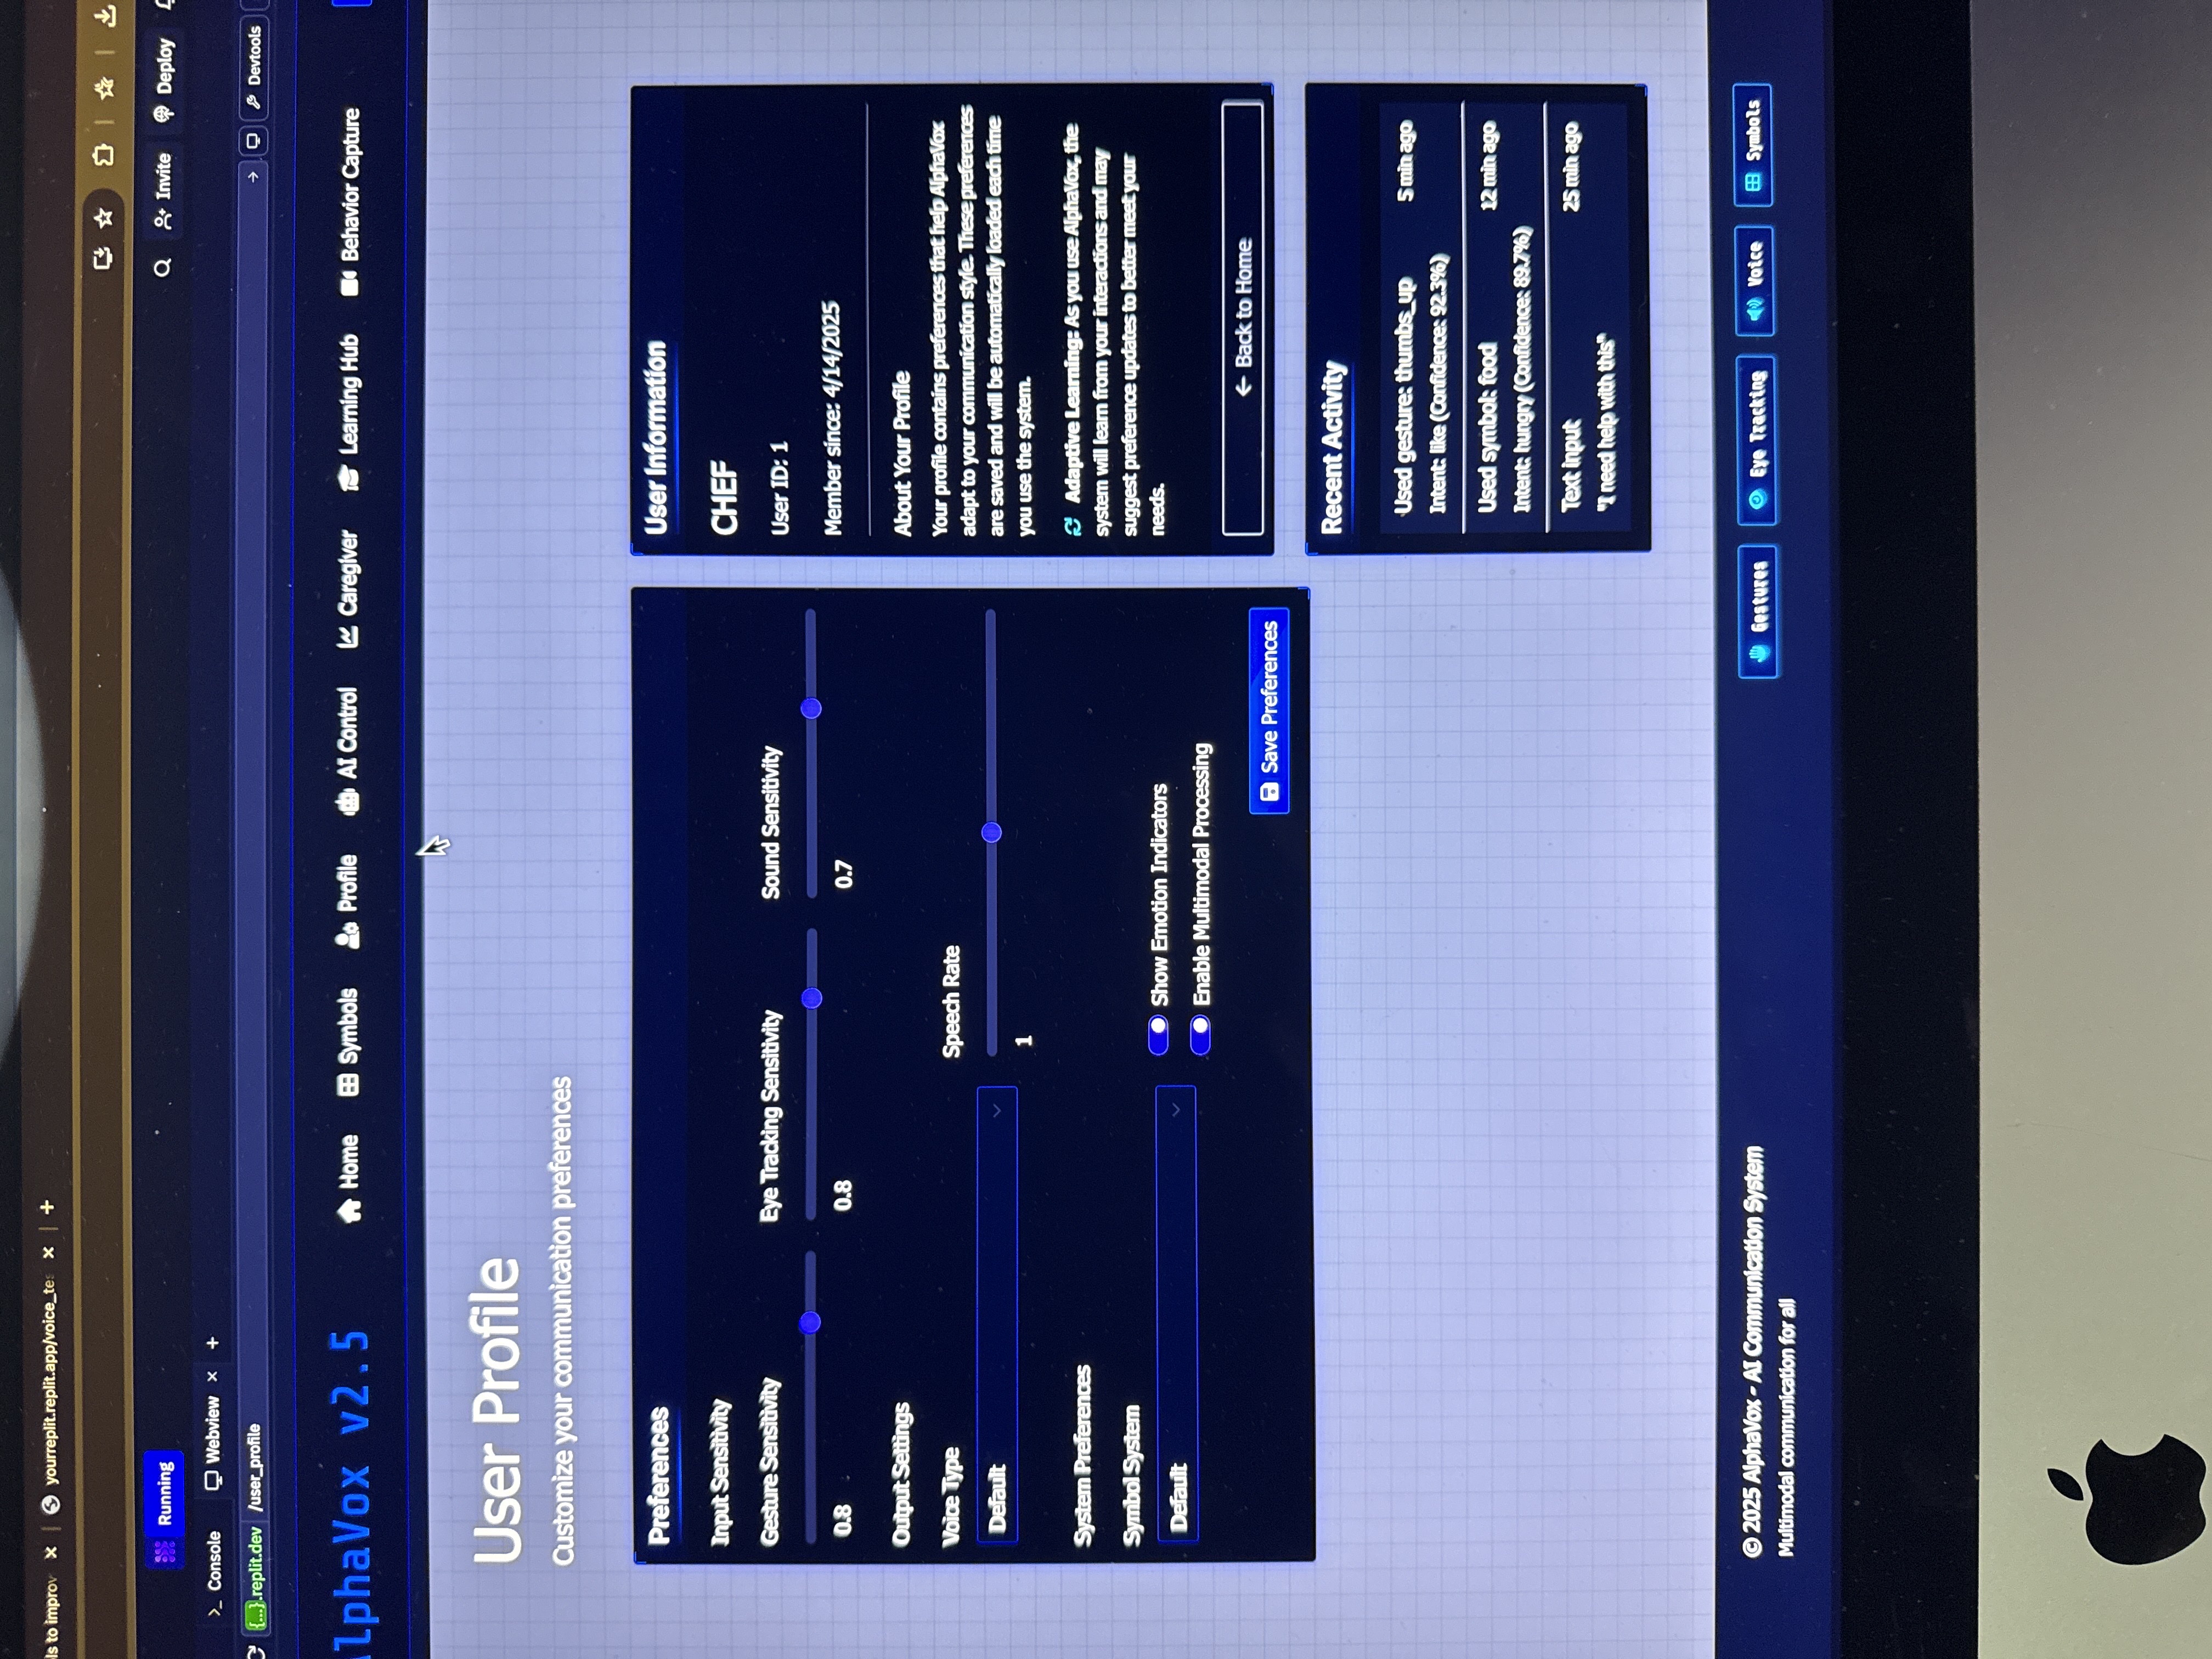 ls to improv
yourreplit.replit.app/voice_te
Running
Invite
Deploy
Console
Webview
{...}.replit.dev /user_profile
Devtools
lphaVox v2.5
Home
Symbols
Profile
AI Control
Caregiver
Learning Hub
Behavior Capture
User Profile
Customize your communication preferences
Preferences
Input Sensitivity
Gesture Sensitivity
Eye Tracking Sensitivity
Sound Sensitivity
0.8
0.8
0.7
Output Settings
Voice Type
Speech Rate
Default
1
System Preferences
Symbol System
Default
Show Emotion Indicators
Enable Multimodal Processing
Save Preferences
User Information
CHEF
User ID: 1
Member since: 4/14/2025
About Your Profile
Your profile contains preferences that help AlphaVox
adapt to your communication style. These preferences
are saved and will be automatically loaded each time
you use the system.
Adaptive Learning: As you use AlphaVox, the
system will learn from your interactions and may
suggest preference updates to better meet your
needs.
← Back to Home
Recent Activity
Used gesture: thumbs_up 5 min ago
Intent: like (Confidence: 92.3%)
Used symbol: food 12 min ago
Intent: hungry (Confidence: 89.7%)
Text input 25 min ago
"I need help with this"
© 2025 AlphaVox - AI Communication System
Multimodal communication for all
Gestures
Eye Tracking
Voice
Symbols